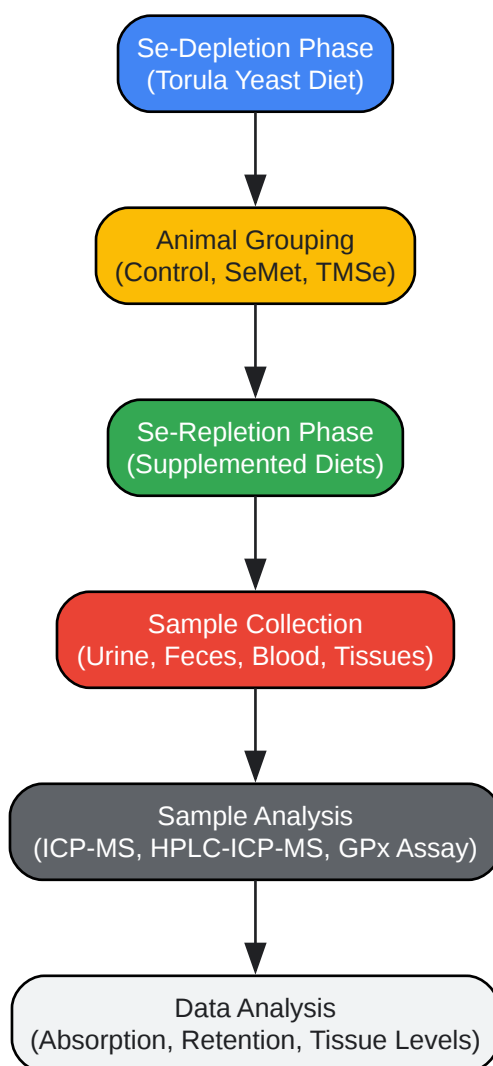 Se-Depletion Phase
(Torula Yeast Diet)
Animal Grouping
(Control, SeMet, TMSe)
Se-Repletion Phase
(Supplemented Diets)
Sample Collection
(Urine, Feces, Blood, Tissues)
Sample Analysis
(ICP-MS, HPLC-ICP-MS, GPx Assay)
Data Analysis
(Absorption, Retention, Tissue Levels)